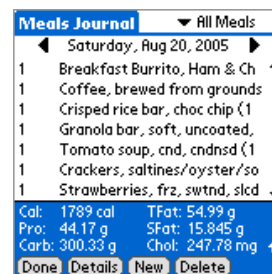 Meals Journal All Meals
Saturday, Aug 20, 2005
1 Breakfast Burrito, Ham & Ch
1 Coffee, brewed from grounds
1 Crisped rice bar, choc chip (1
1 Granola bar, soft, uncoated,
1 Tomato soup, cnd, cndnsd (1
1 Crackers, saltines/oyster/so
1 Strawberries, frz, swtnd, slcd
Cal: 1789 cal TFat: 54.99 g
Pro: 44.17 g SFat: 15.845 g
Carb: 300.33 g Chol: 247.78 mg
Done Details New Delete